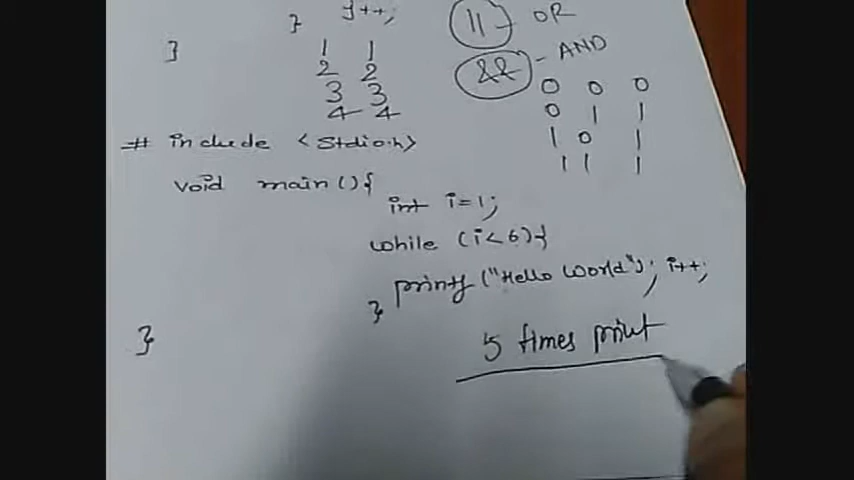 } j++;
}
1 1
2 2
3 3
4 4
|| - OR
&& - AND
0 0 0
0 1 1
1 0 1
1 1 1
# include <Stdio.h>
void main() {
int i=1;
while (i<6) {
printf ("Hello World"); i++;
}
}
5 times print